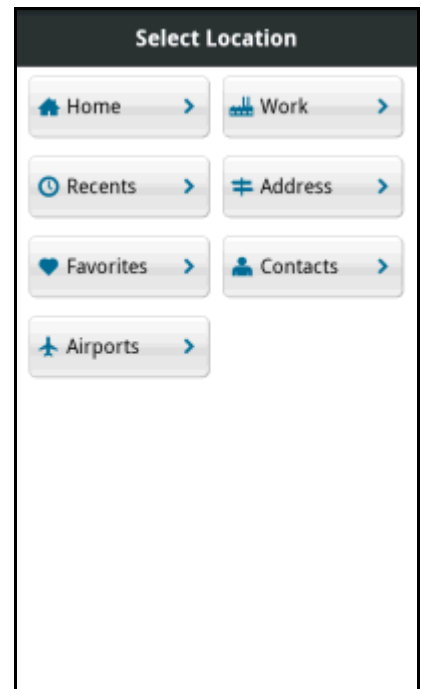 Select Location
Home
Work
Recents
Address
Favorites
Contacts
Airports